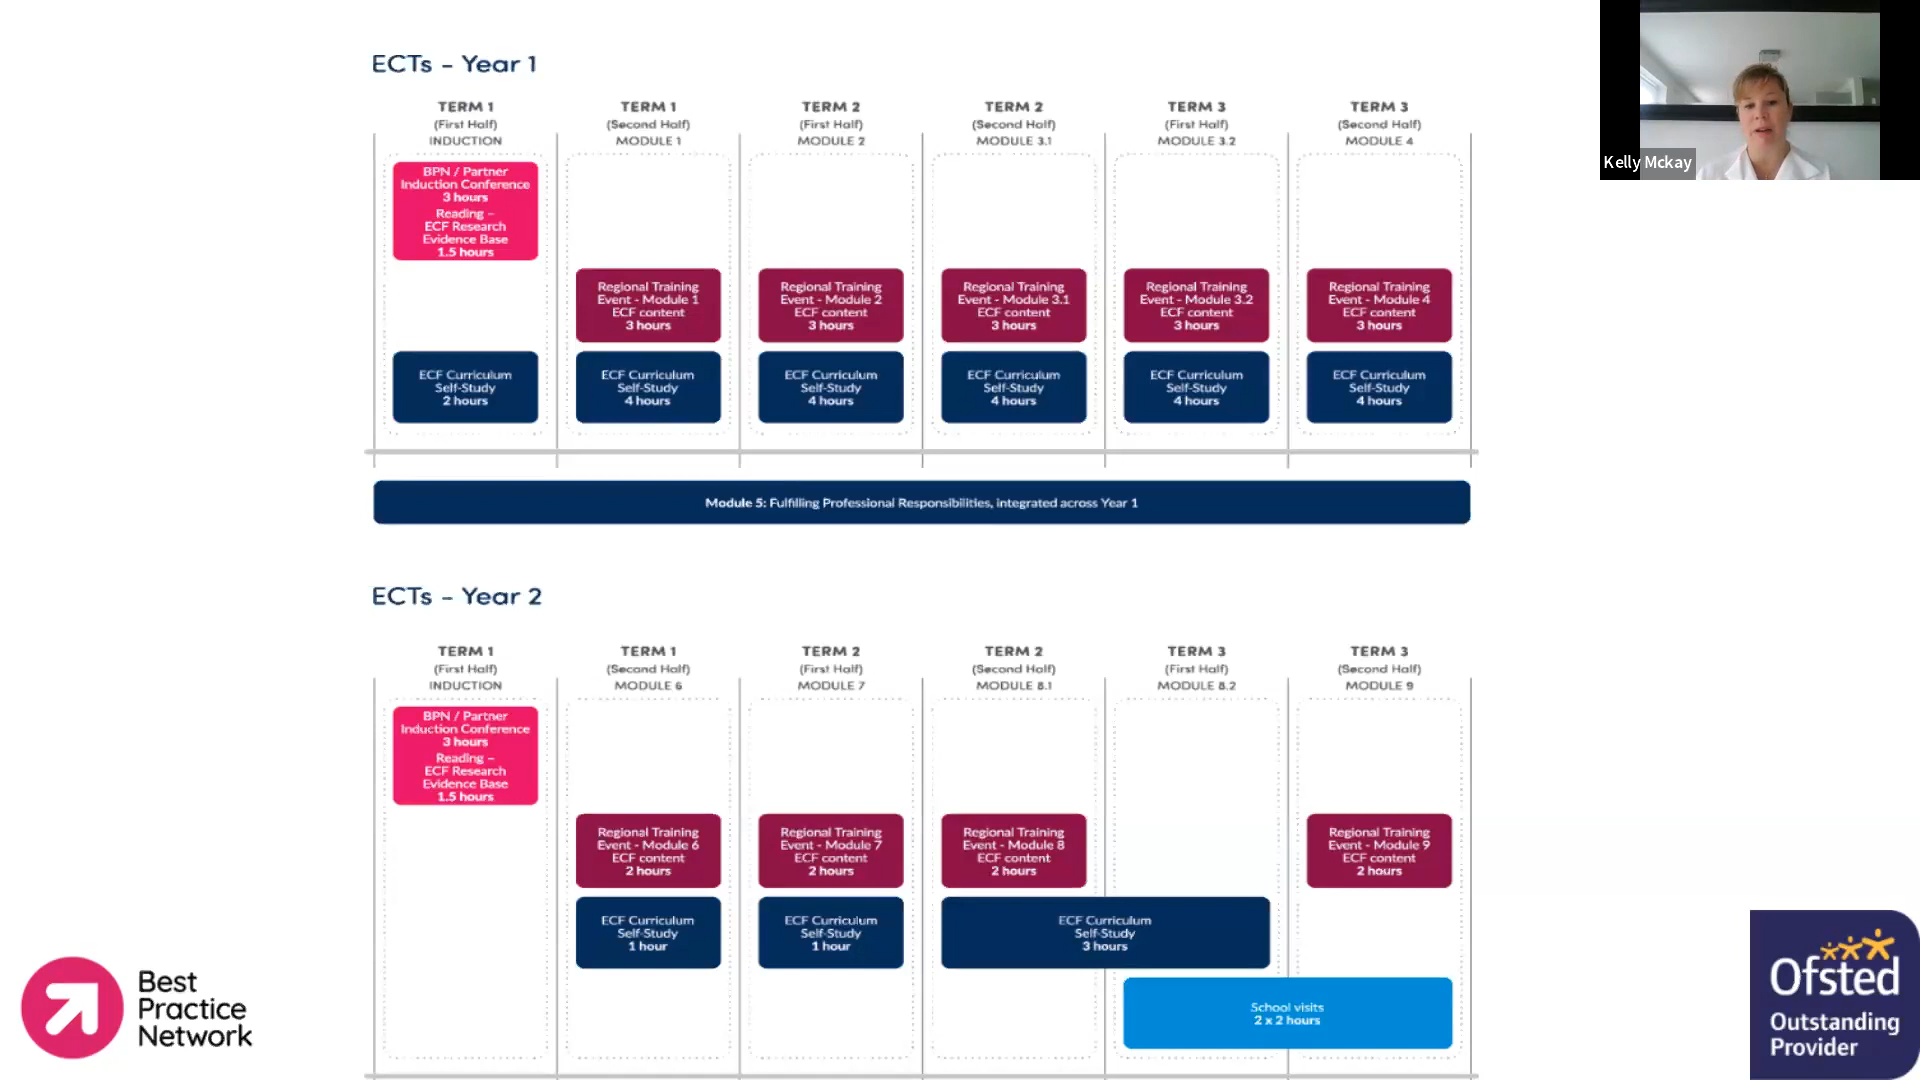 ECTs – Year 1
TERM 1
(First Half)
INDUCTION
TERM 1
(Second Half)
MODULE 1
TERM 2
(First Half)
MODULE 2
TERM 2
(Second Half)
MODULE 3.1
TERM 3
(First Half)
MODULE 3.2
TERM 3
(Second Half)
MODULE 4
BPN / Partner
Induction Conference
3 hours
Reading –
ECF Research
Evidence Base
1.5 hours
Regional Training
Event - Module 1
ECF content
3 hours
Regional Training
Event - Module 2
ECF content
3 hours
Regional Training
Event - Module 3.1
ECF content
3 hours
Regional Training
Event - Module 3.2
ECF content
3 hours
Regional Training
Event - Module 4
ECF content
3 hours
ECF Curriculum
Self-Study
2 hours
ECF Curriculum
Self-Study
4 hours
ECF Curriculum
Self-Study
4 hours
ECF Curriculum
Self-Study
4 hours
ECF Curriculum
Self-Study
4 hours
ECF Curriculum
Self-Study
4 hours
Module 5: Fulfilling Professional Responsibilities, integrated across Year 1
ECTs – Year 2
TERM 1
(First Half)
INDUCTION
TERM 1
(Second Half)
MODULE 6
TERM 2
(First Half)
MODULE 7
TERM 2
(Second Half)
MODULE 8.1
TERM 3
(First Half)
MODULE 8.2
TERM 3
(Second Half)
MODULE 9
BPN / Partner
Induction Conference
3 hours
Reading –
ECF Research
Evidence Base
1.5 hours
Regional Training
Event - Module 6
ECF content
2 hours
Regional Training
Event - Module 7
ECF content
2 hours
Regional Training
Event - Module 8
ECF content
2 hours
Regional Training
Event - Module 9
ECF content
2 hours
ECF Curriculum
Self-Study
1 hour
ECF Curriculum
Self-Study
1 hour
ECF Curriculum
Self-Study
3 hours
School visits
2 x 2 hours
Kelly Mckay
Best
Practice
Network
Ofsted
Outstanding
Provider